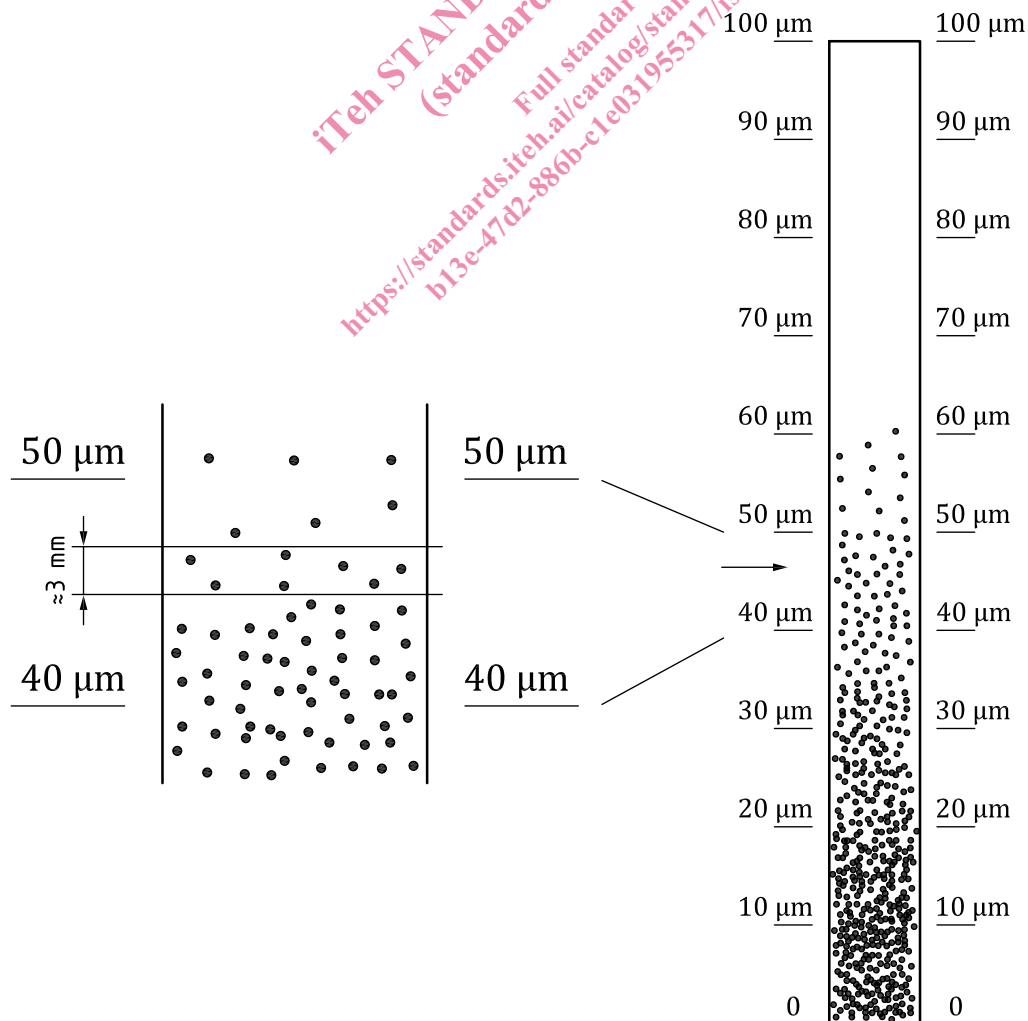 iTeh STAND
(standard
Full standar
https://standards.iteh.ai/catalog/stan
b13e-47d2-886b-c1e031955317/is
100 μm 100 μm
90 μm 90 μm
80 μm 80 μm
70 μm 70 μm
60 μm 60 μm
50 μm 50 μm
40 μm 40 μm
30 μm 30 μm
20 μm 20 μm
10 μm 10 μm
0 0
50 μm 50 μm
≈3 mm
40 μm 40 μm